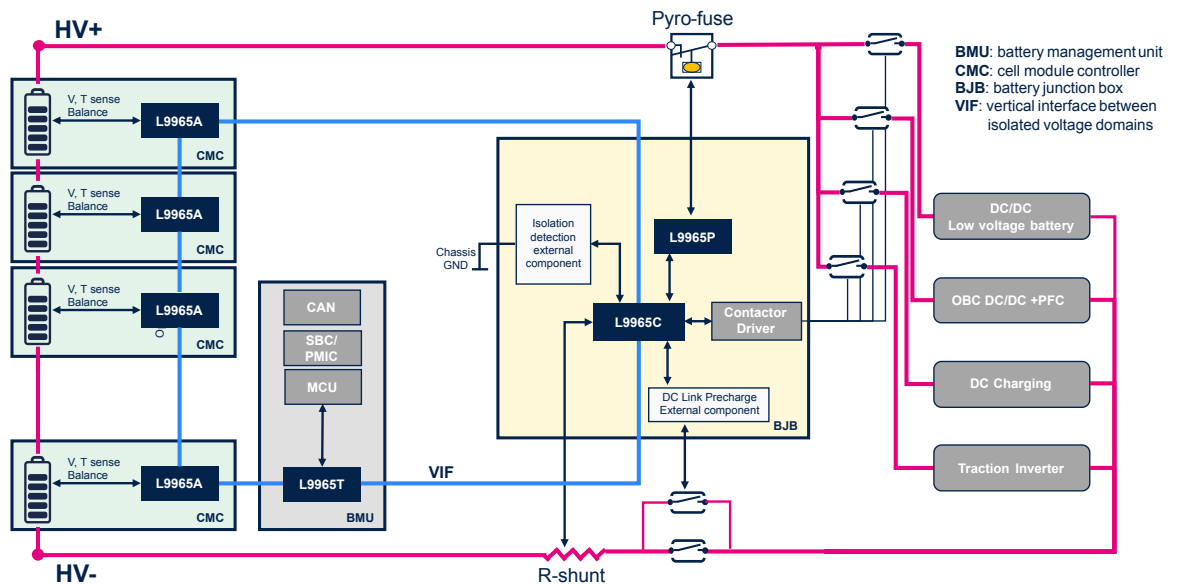 HV+
Pyro-fuse
BMU: battery management unit
CMC: cell module controller
BJB: battery junction box
VIF: vertical interface between
isolated voltage domains
V, T sense
Balance
L9965A
CMC
V, T sense
Balance
L9965A
CMC
V, T sense
Balance
L9965A
CMC
V, T sense
Balance
L9965A
CMC
CAN
SBC/
PMIC
MCU
L9965T
BMU
VIF
Chassis
GND
Isolation
detection
external
component
L9965P
L9965C
Contactor
Driver
DC Link Precharge
External component
BJB
DC/DC
Low voltage battery
OBC DC/DC +PFC
DC Charging
Traction Inverter
HV-
R-shunt